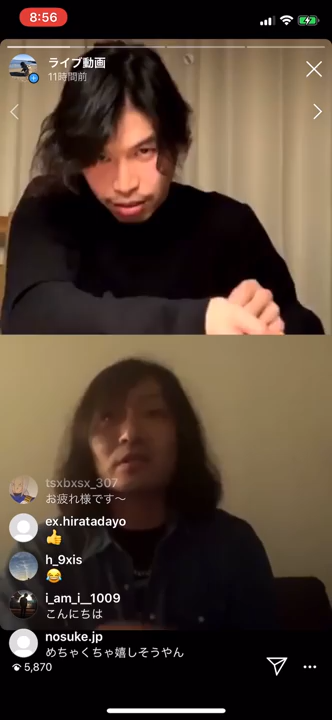 8:56
ライブ動画
11時間前
tsxbxsx_307
お疲れ様です〜
ex.hiratadayo
👍
h_9xis
😂
i_am_i__1009
こんにちは
nosuke.jp
めちゃくちゃ嬉しそうやん
5,870